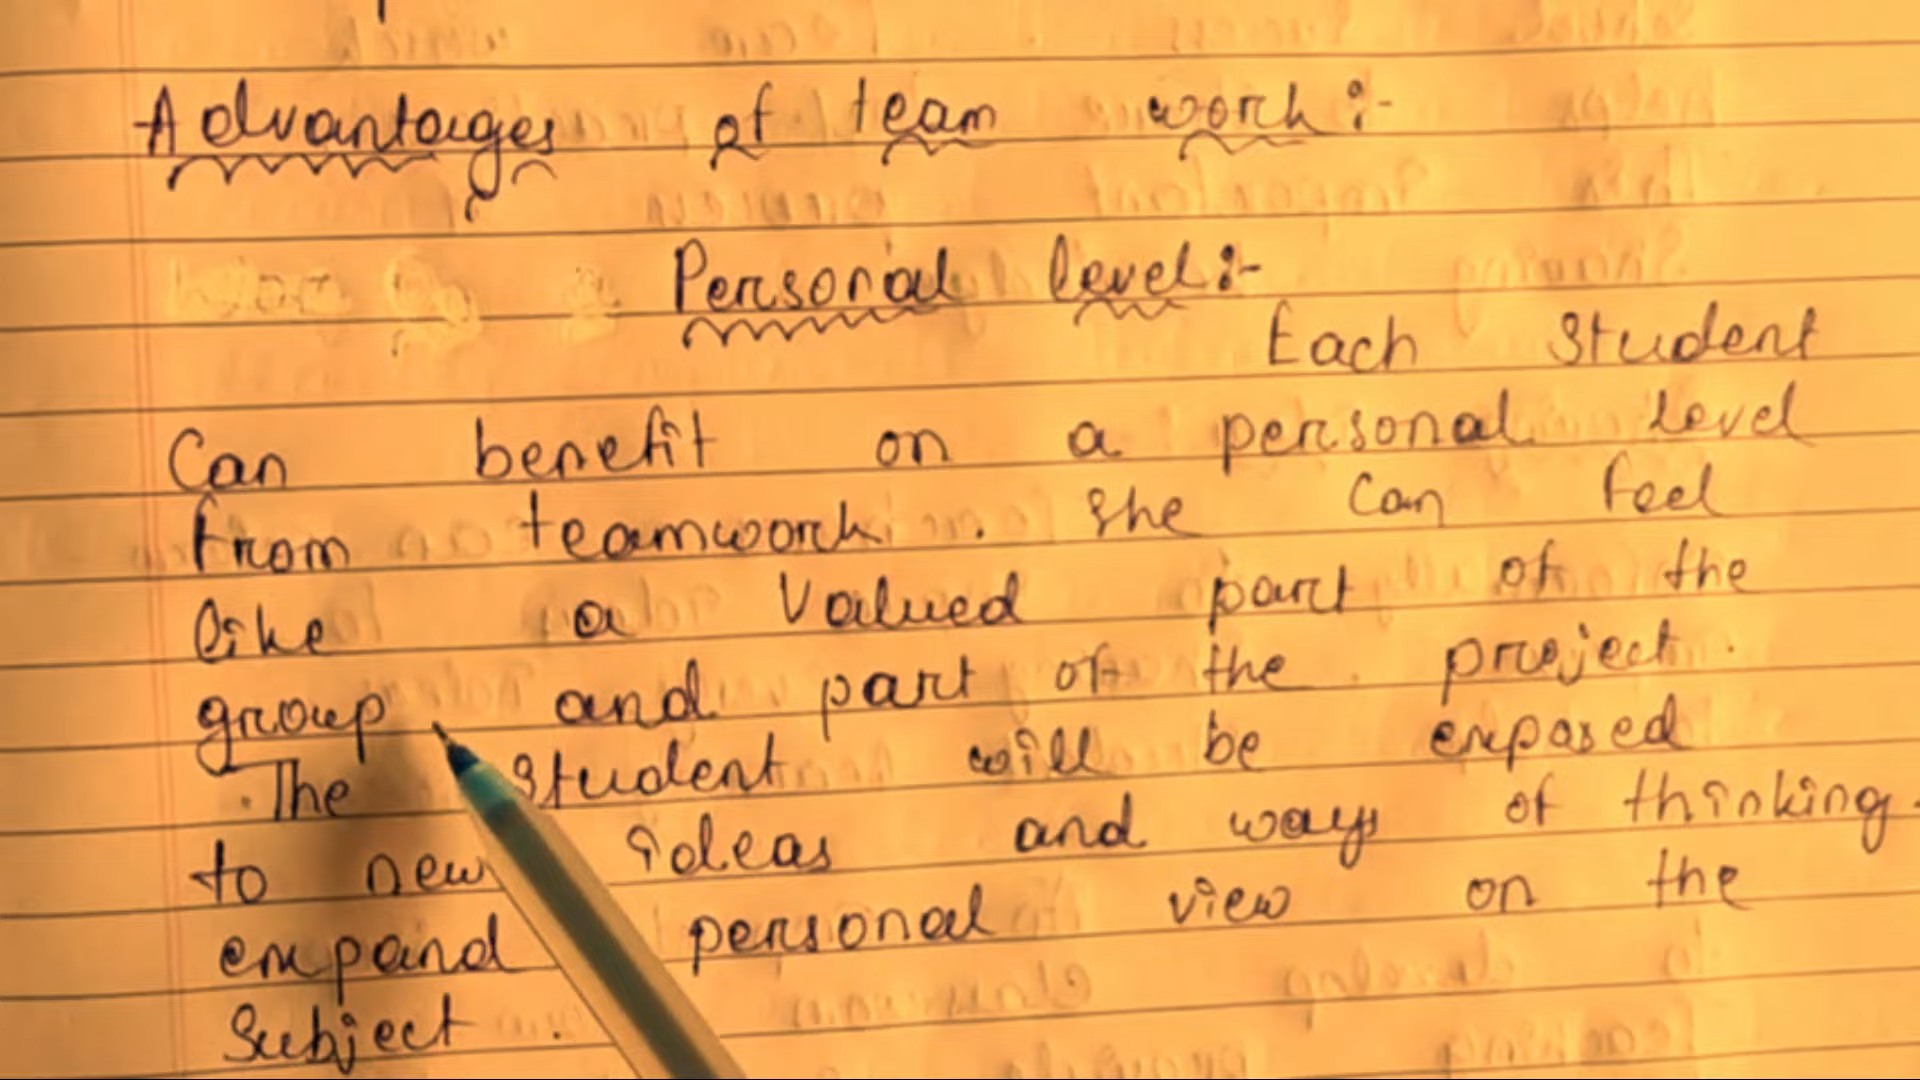 Advantages of team work :-
Personal level :-
Each Student
Can benefit on a personal level
from teamwork . She Can feel
like a Valued part of the
group and part of the project .
The Student will be exposed
to new ideas and ways of thinking .
expand personal view on the
Subject .